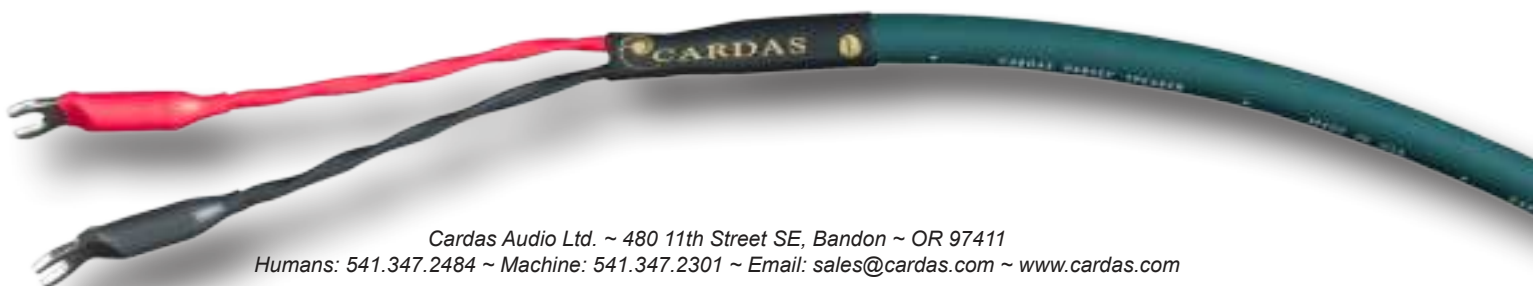 CARDAS
Cardas Audio Ltd. ~ 480 11th Street SE, Bandon ~ OR 97411
Humans: 541.347.2484 ~ Machine: 541.347.2301 ~ Email: sales@cardas.com ~ www.cardas.com